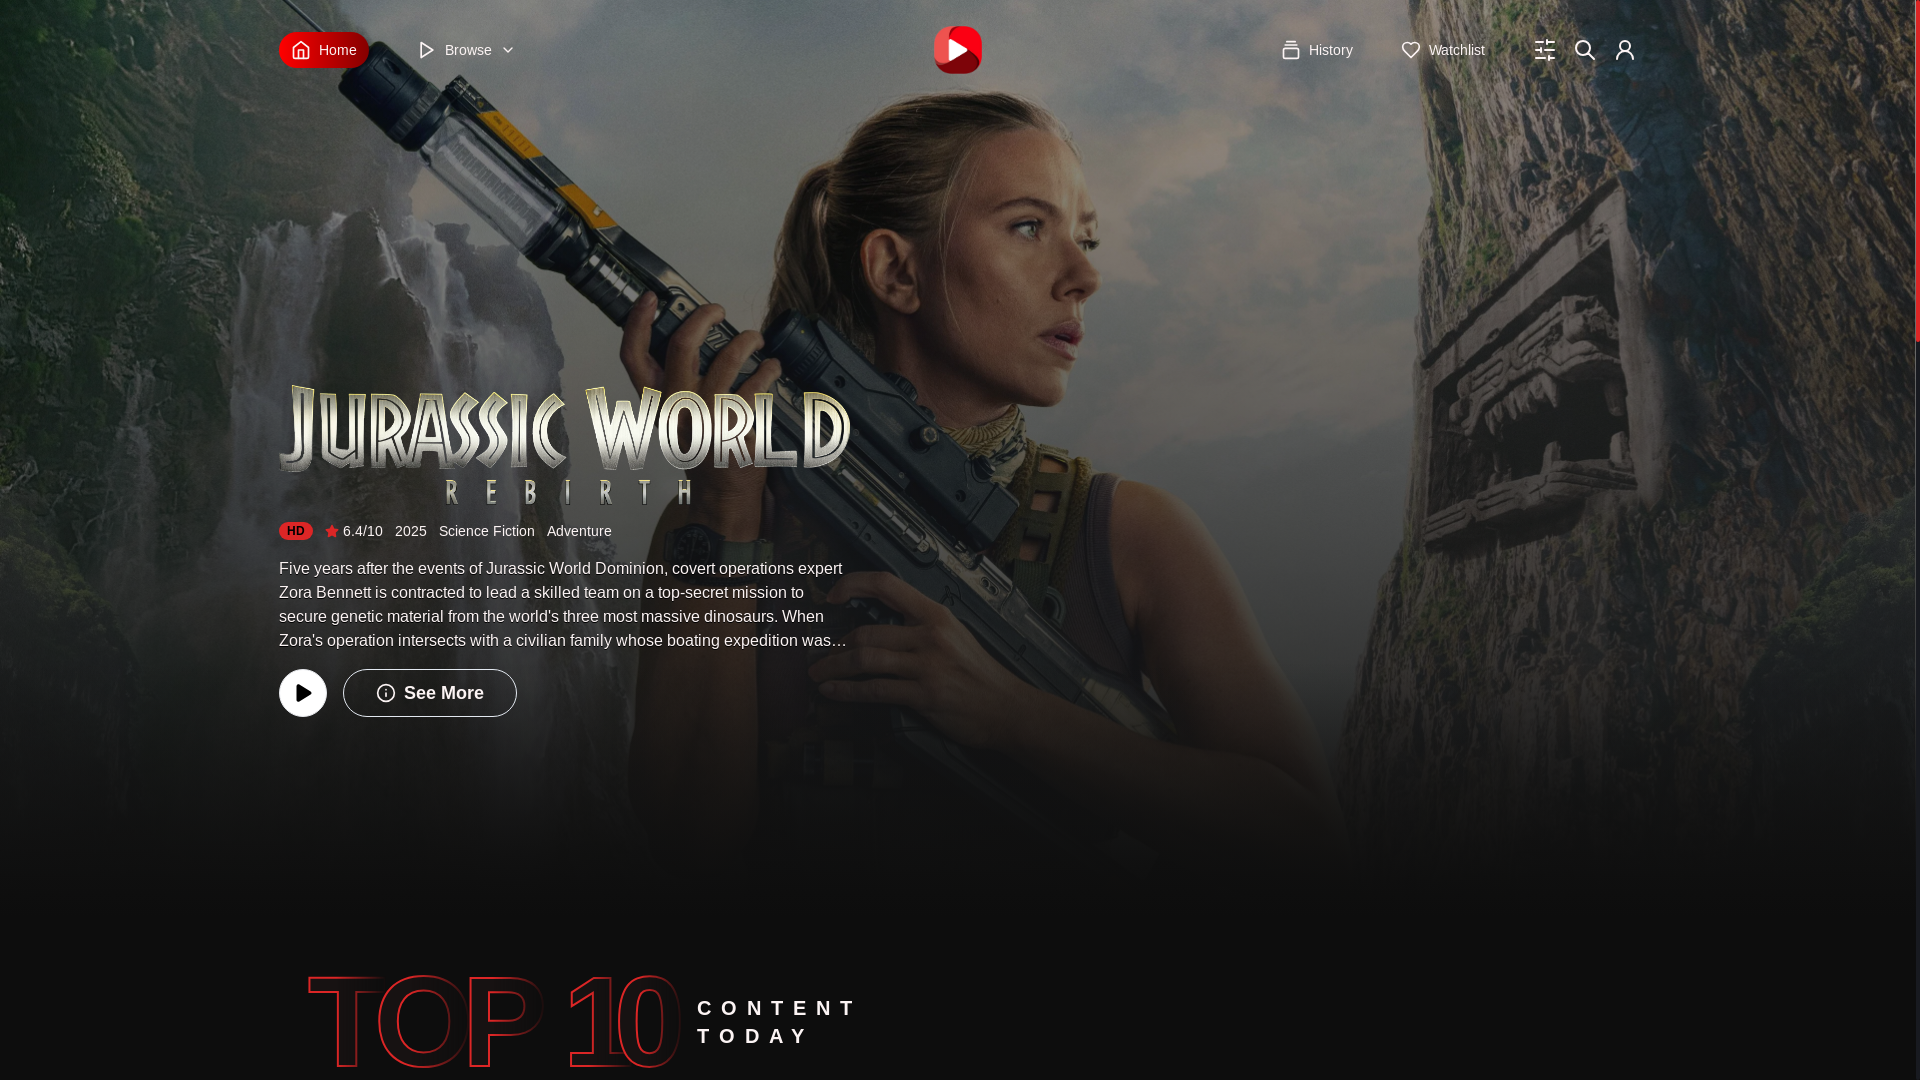 Home
Browse
History
Watchlist
JURASSIC WORLD
REBIRTH
HD
6.4/10
2025
Science Fiction
Adventure
Five years after the events of Jurassic World Dominion, covert operations expert
Zora Bennett is contracted to lead a skilled team on a top-secret mission to
secure genetic material from the world's three most massive dinosaurs. When
Zora's operation intersects with a civilian family whose boating expedition was…
See More
TOP 10
CONTENT
TODAY